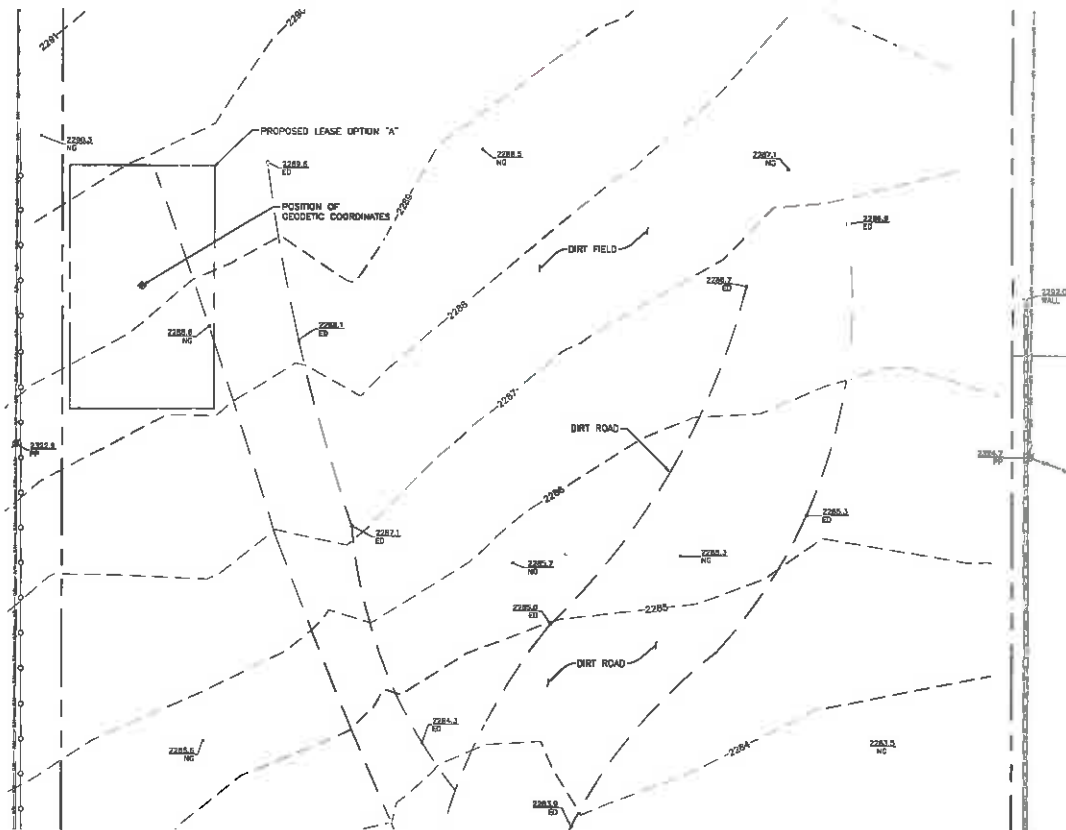 2291
2290
2290.3
NG
PROPOSED LEASE OPTION "A"
2289.6
ED
2288.5
NG
2287.1
NG
POSITION OF
GEODETIC COORDINATES
2289
2286.8
ED
DIRT FIELD
2286.7
ED
2292.0
WALL
2288
2288.1
ED
2288.6
NG
2287
DIRT ROAD
2322.9
PP
2324.7
PP
2286
2285.3
ED
2287.1
ED
2285.7
NG
2285.3
NG
2285.0
ED
2285
DIRT ROAD
2284.3
ED
2285.6
NG
2284
2283.5
NG
2283.9
ED